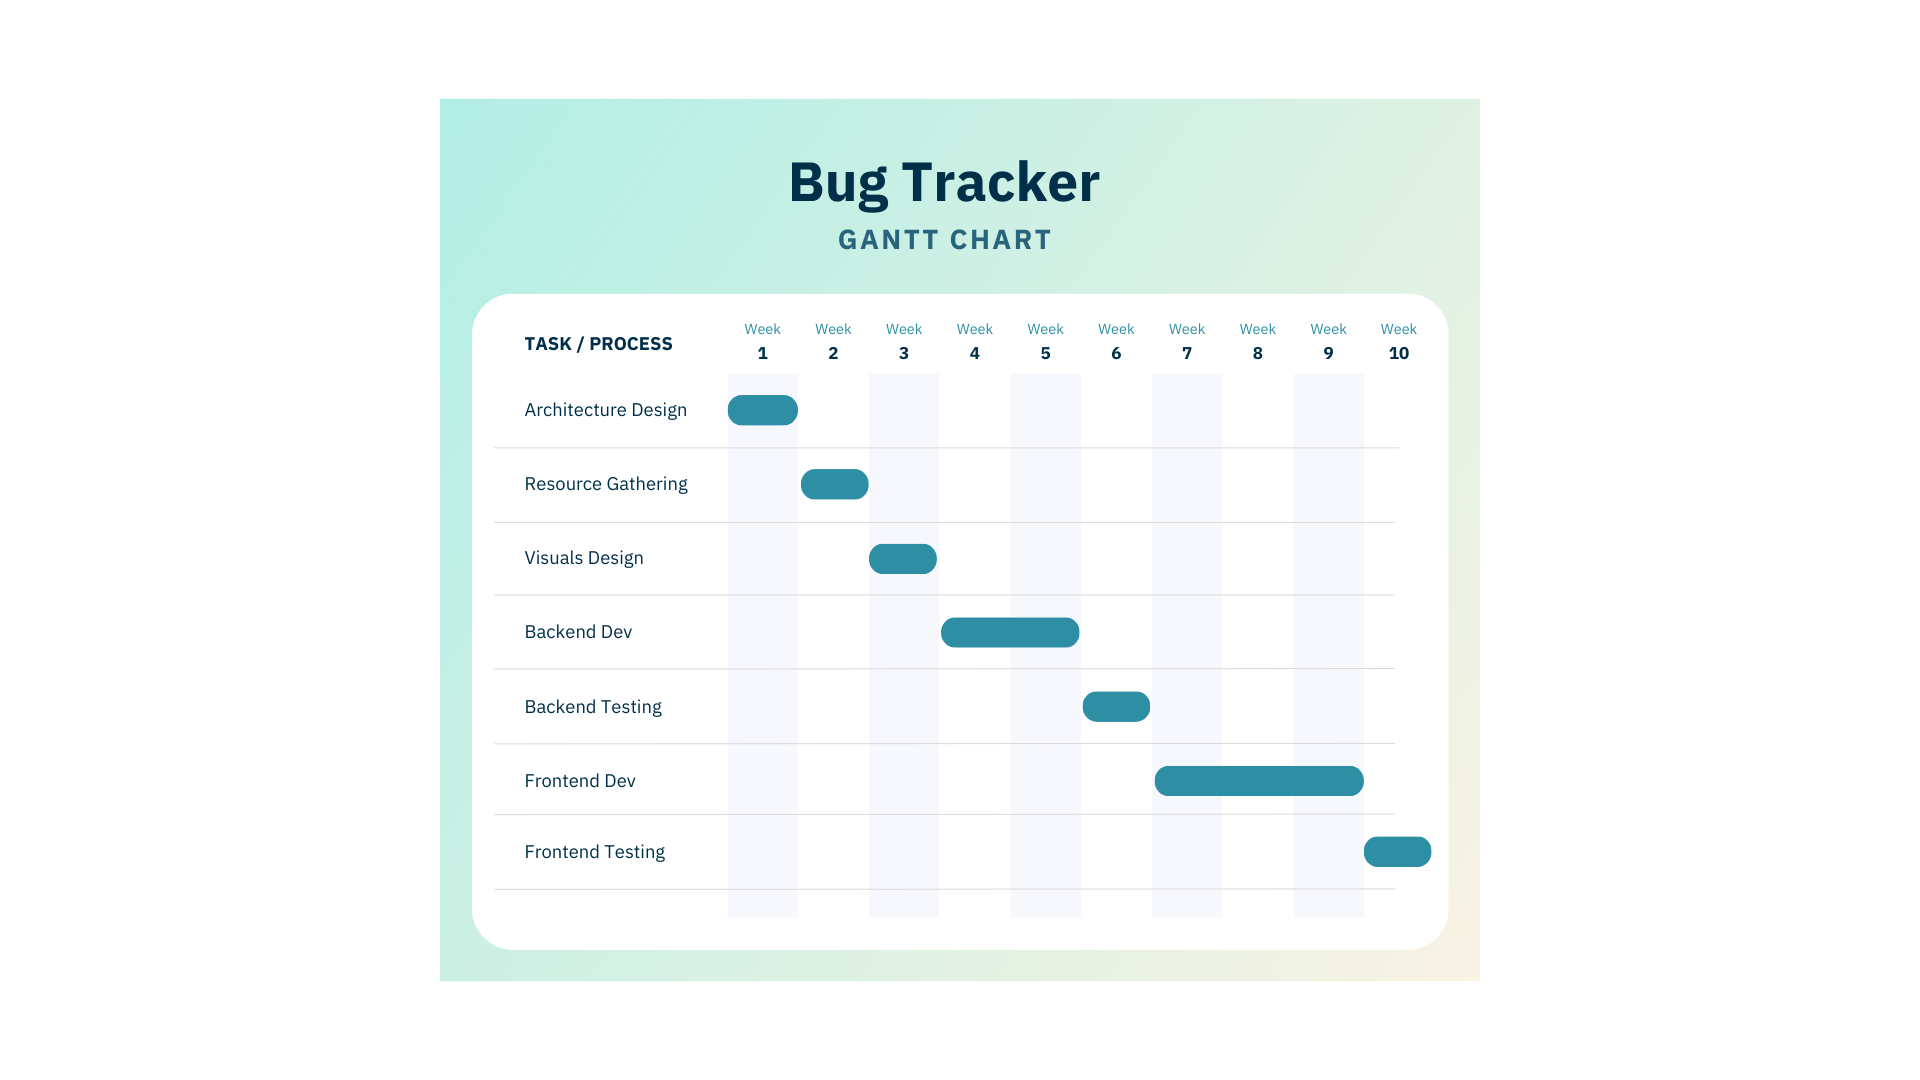 Bug Tracker
GANTT CHART
TASK / PROCESS
Week Week Week Week Week Week Week Week Week Week
1 2 3 4 5 6 7 8 9 10
Architecture Design
Resource Gathering
Visuals Design
Backend Dev
Backend Testing
Frontend Dev
Frontend Testing